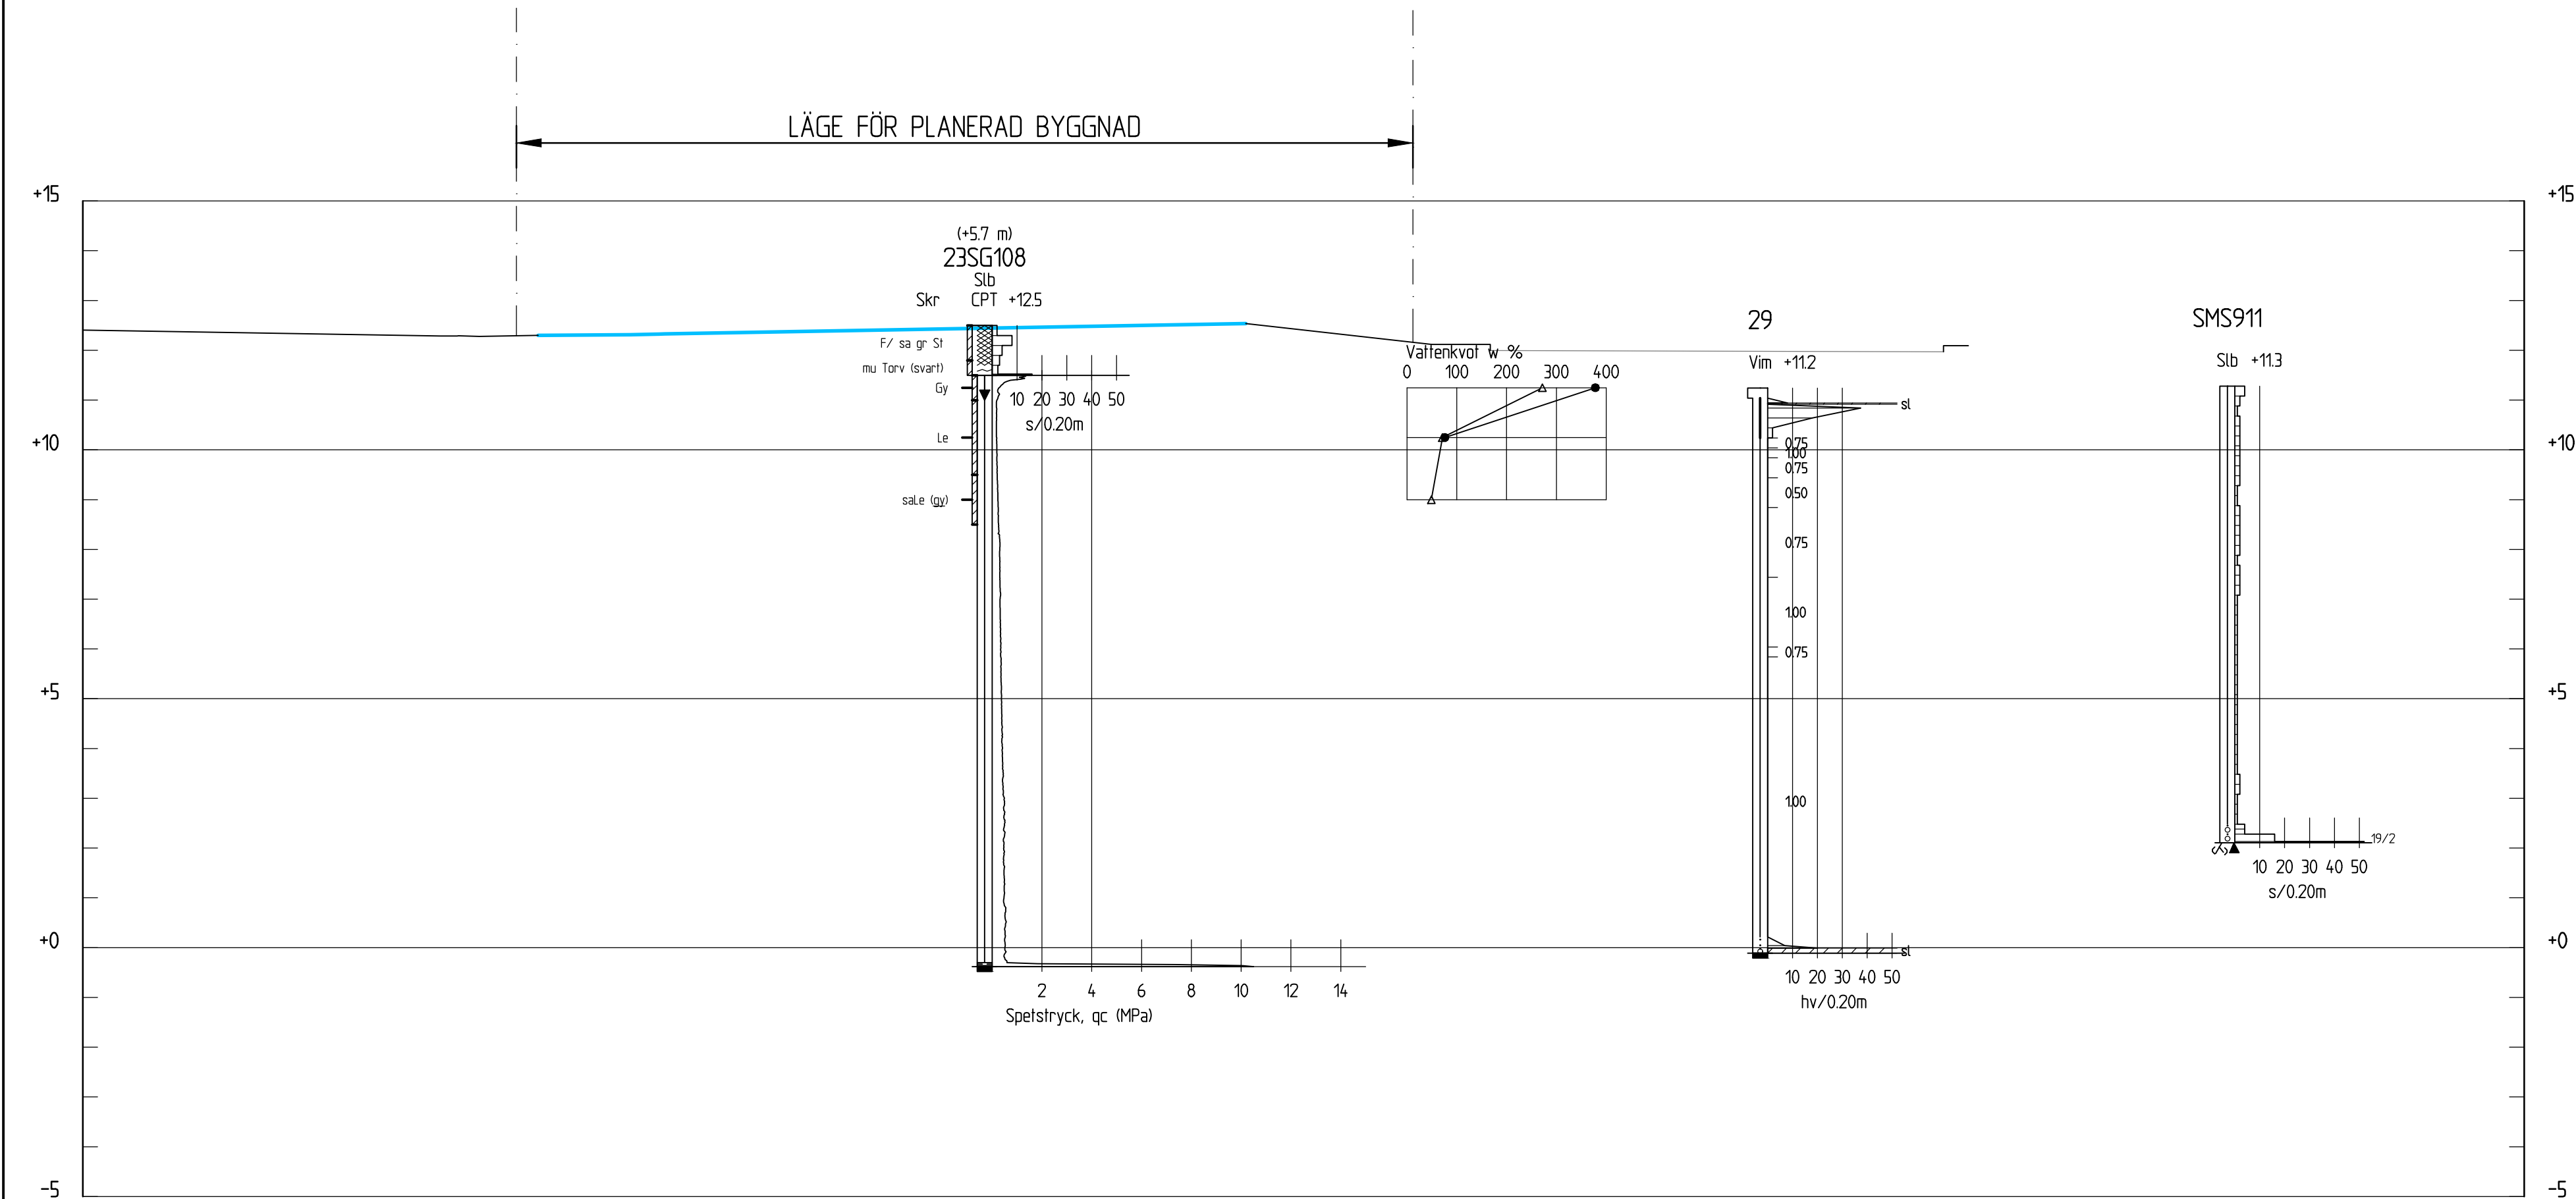 LÄGE FÖR PLANERAD BYGGNAD
+15
+15
(+5.7 m)
23SG108
Slb
Skr CPT +12.5
29
SMS911
F/ sa gr St
mu Torv (svart)
Gy
Le
saLe (gy)
10 20 30 40 50
s/0.20m
Vattenkvot w %
0 100 200 300 400
Vim +11.2
Slb +11.3
sl
+10
+10
0.75
1.00
0.75
0.50
0.75
1.00
0.75
1.00
+5
+5
19/2
10 20 30 40 50
s/0.20m
+0
+0
sl
2 4 6 8 10 12 14
Spetstryck, qc (MPa)
10 20 30 40 50
hv/0.20m
-5
-5